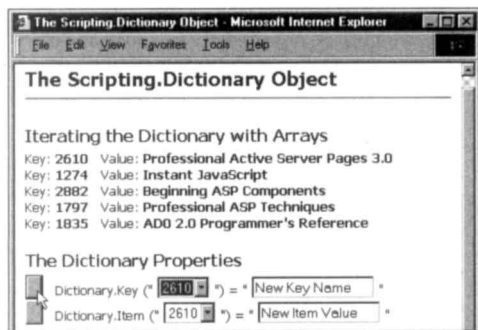 The Scripting.Dictionary Object - Microsoft Internet Explorer
File Edit View Favorites Tools Help
The Scripting.Dictionary Object
Iterating the Dictionary with Arrays
Key: 2610 Value: Professional Active Server Pages 3.0
Key: 1274 Value: Instant JavaScript
Key: 2882 Value: Beginning ASP Components
Key: 1797 Value: Professional ASP Techniques
Key: 1835 Value: ADO 2.0 Programmer's Reference
The Dictionary Properties
Dictionary.Key (" 2610 ") = " New Key Name "
Dictionary.Item (" 2610 ") = " New Item Value "